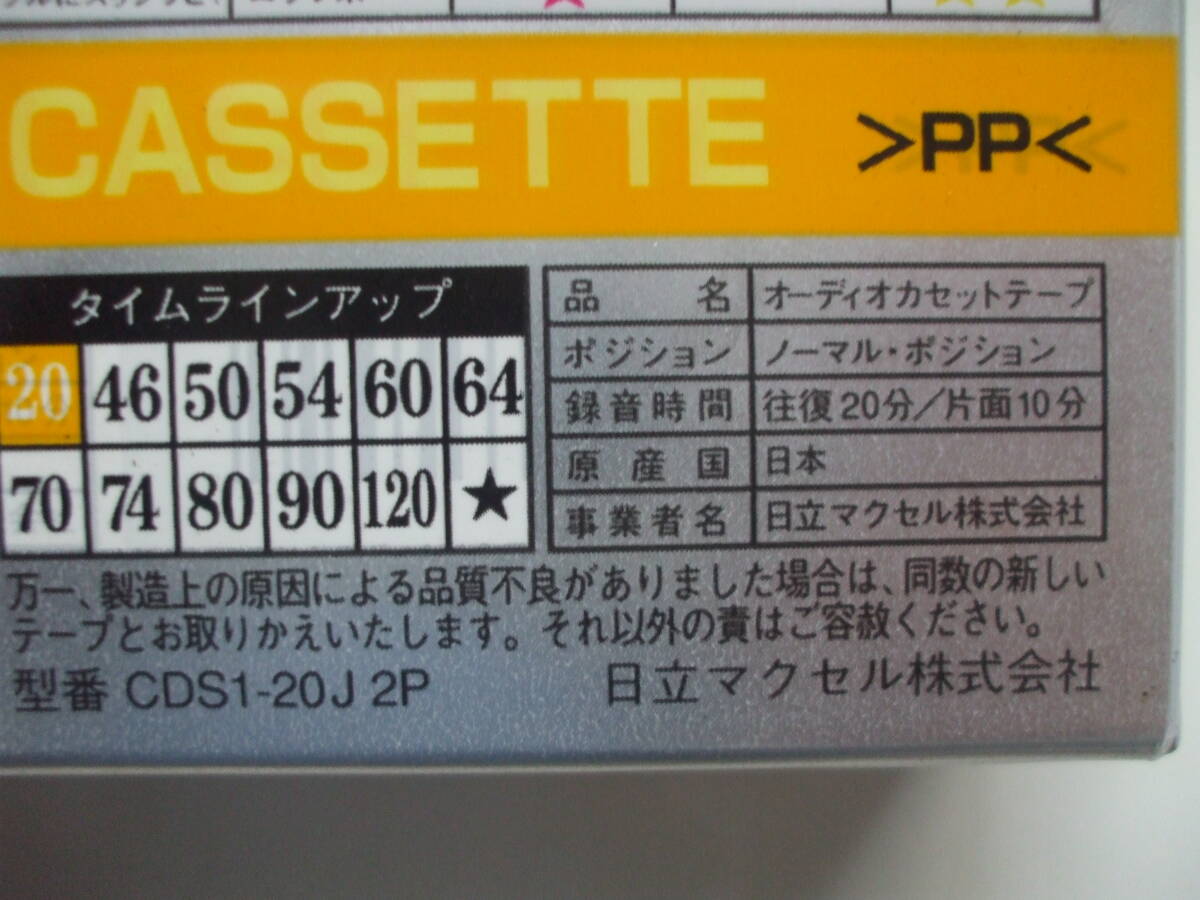 CASSETTE >PP<
タイムラインアップ
20 46 50 54 60 64
70 74 80 90 120 ★
品名 オーディオカセットテープ
ポジション ノーマル・ポジション
録音時間 往復20分/片面10分
原産国 日本
事業者名 日立マクセル株式会社
万一、製造上の原因による品質不良がありました場合は、同数の新しい
テープとお取りかえいたします。それ以外の責はご容赦ください。
型番 CDS1-20J 2P 日立マクセル株式会社